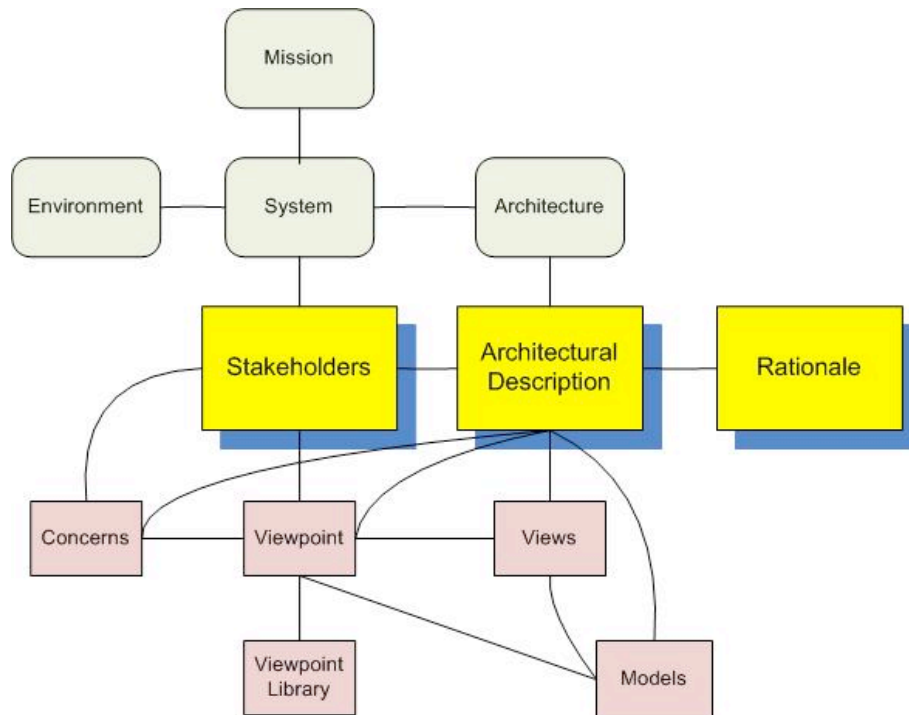 Mission
Environment
System
Architecture
Stakeholders
Architectural
Description
Rationale
Concerns
Viewpoint
Views
Viewpoint
Library
Models